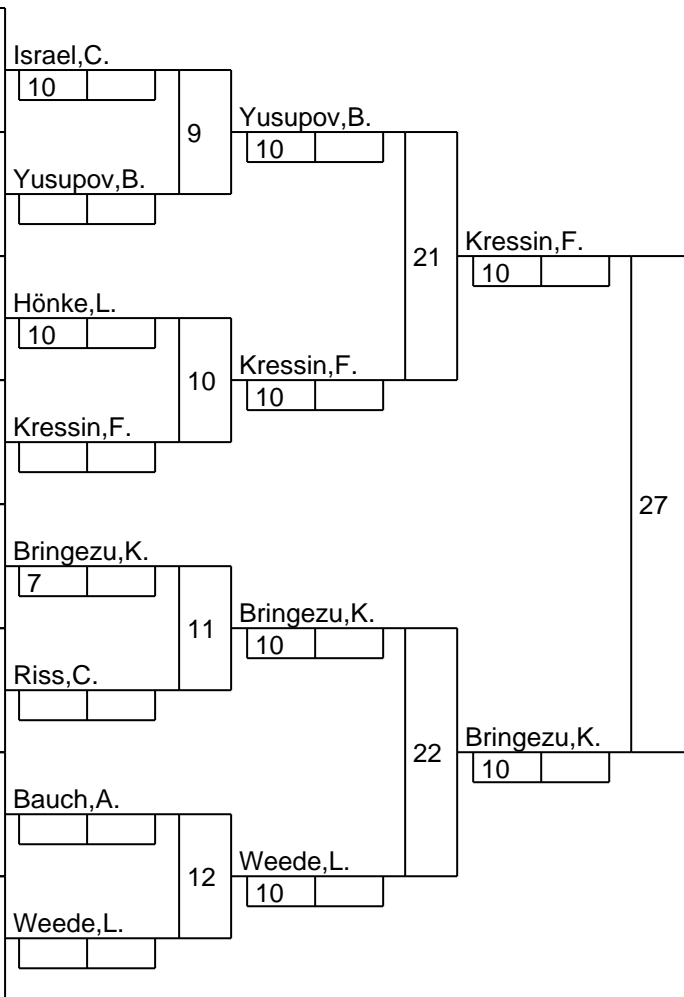 Israel,C.
10
9
Yusupov,B.
10
Yusupov,B.
21
Kressin,F.
10
Hönke,L.
10
10
Kressin,F.
10
Kressin,F.
27
Bringezu,K.
7
11
Bringezu,K.
10
Riss,C.
22
Bringezu,K.
10
Bauch,A.
12
Weede,L.
10
Weede,L.